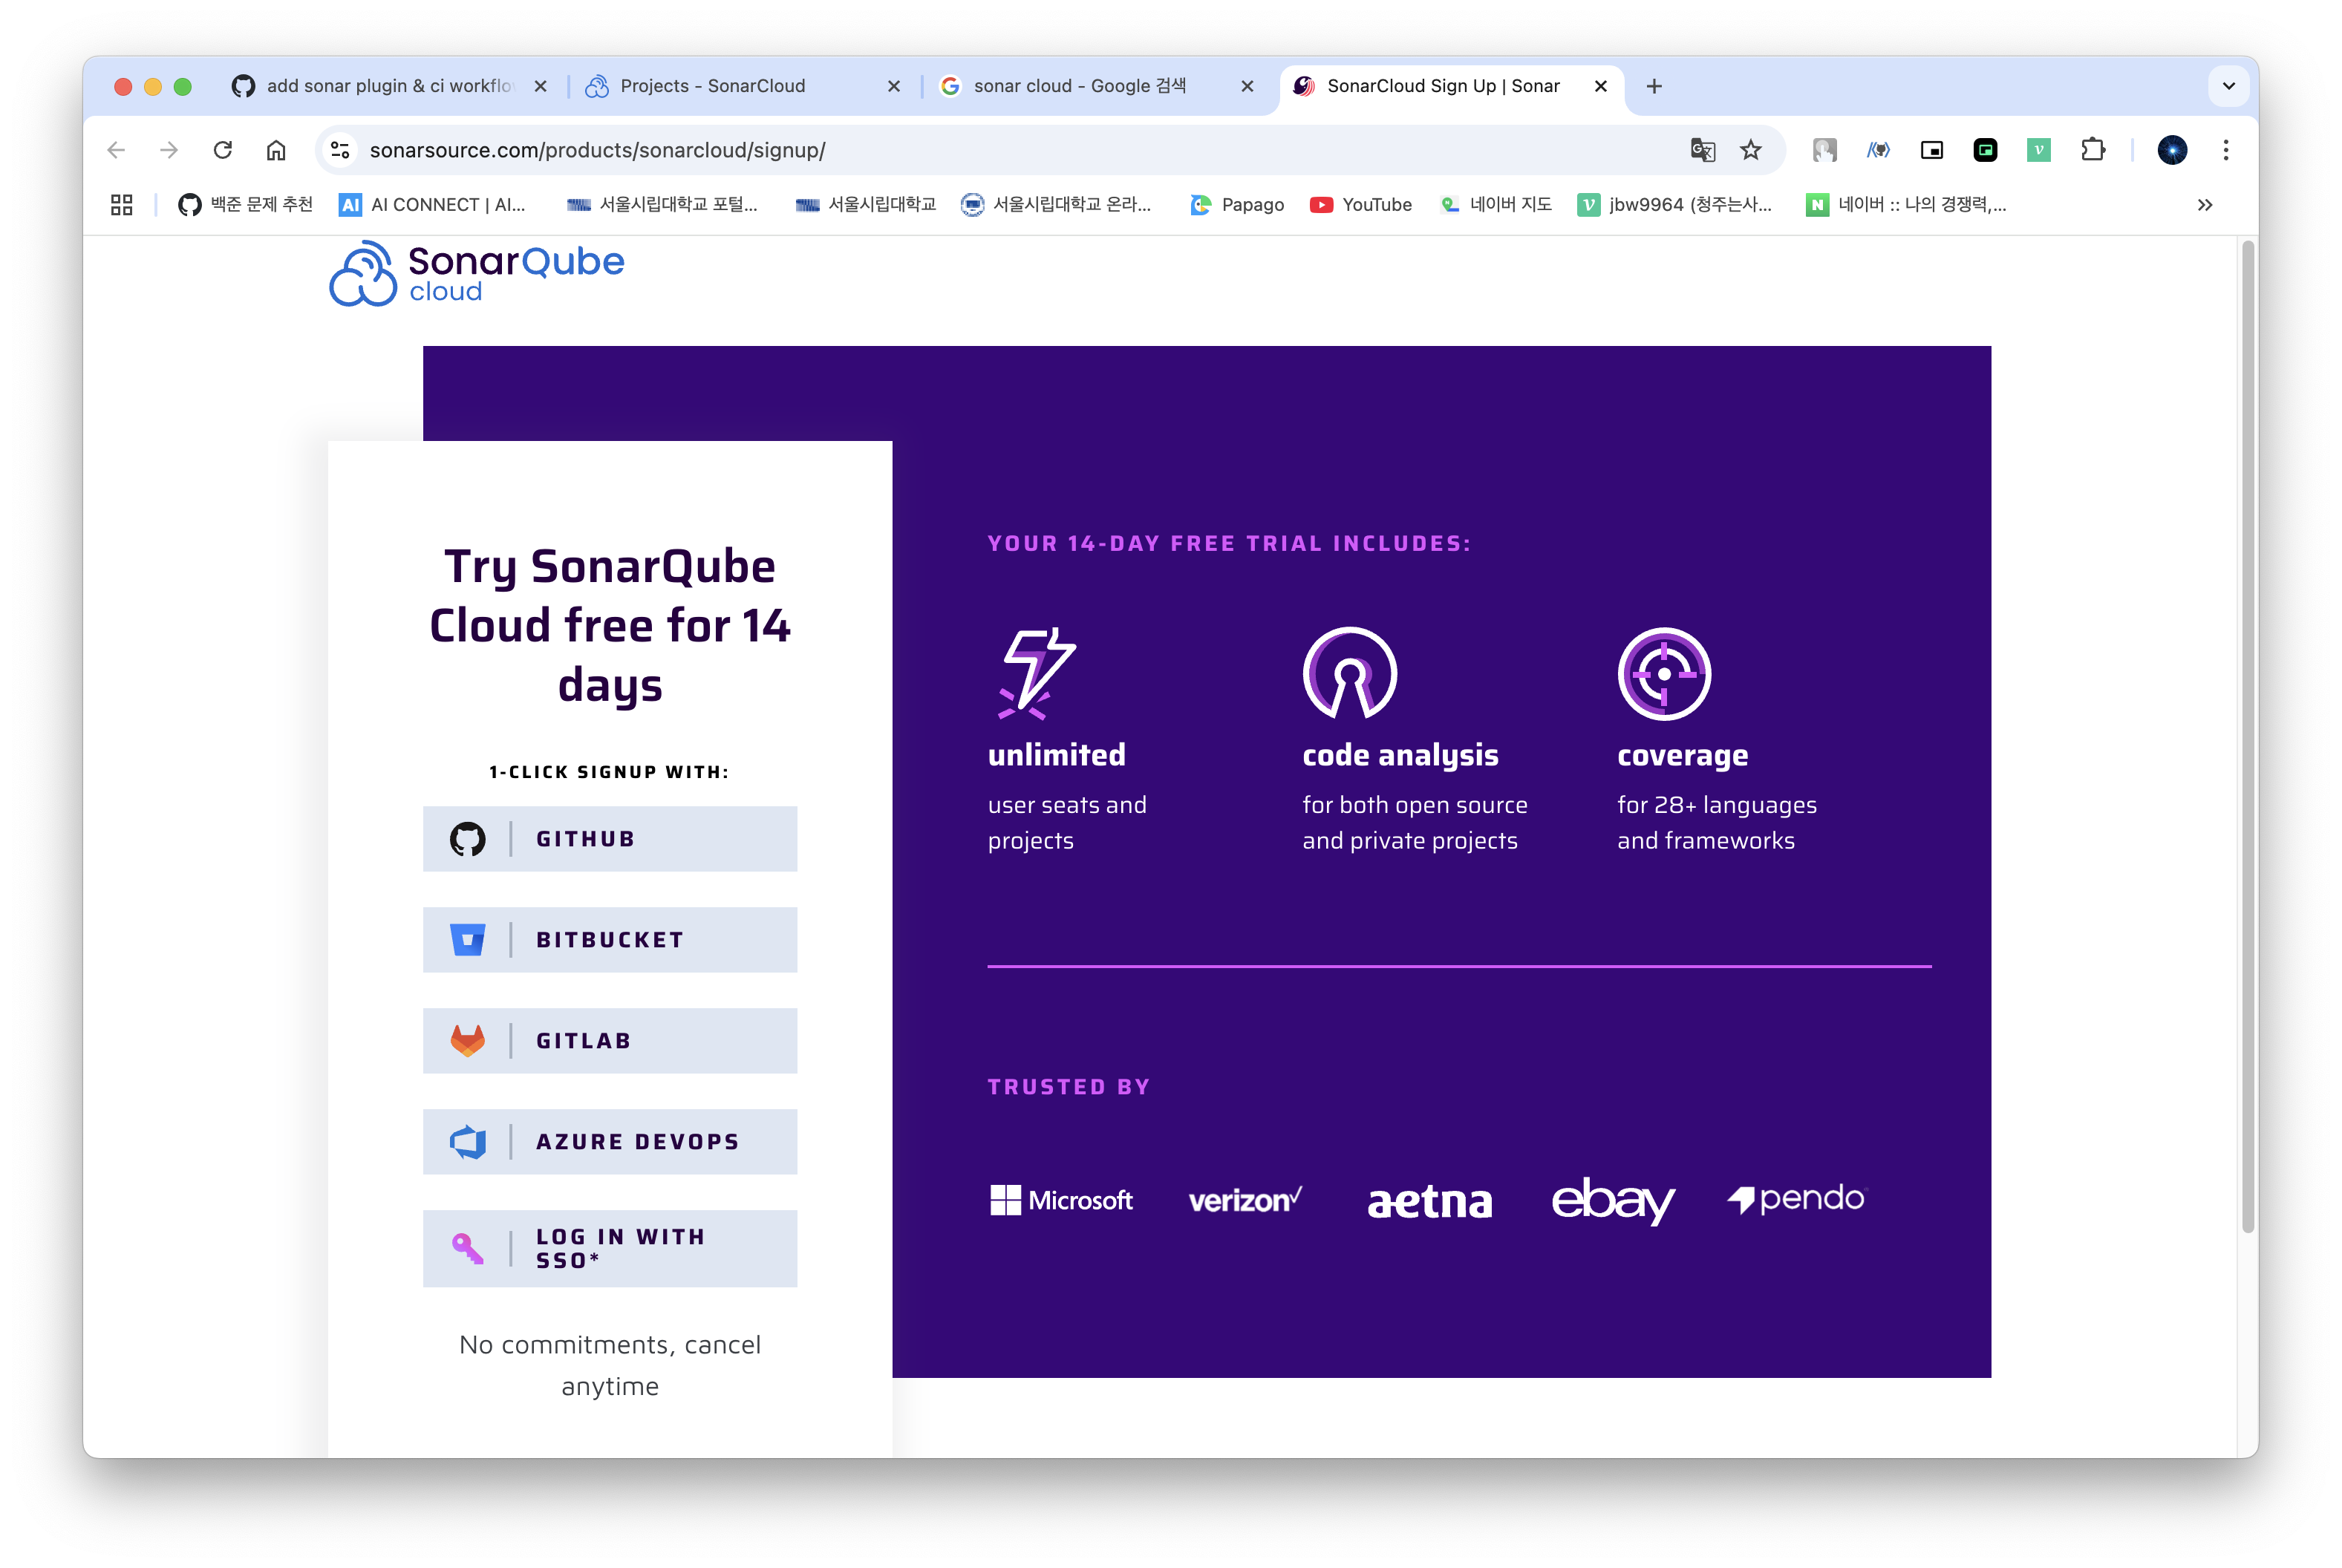 add sonar plugin & ci workflo
Projects - SonarCloud
sonar cloud - Google 검색
SonarCloud Sign Up | Sonar
sonarsource.com/products/sonarcloud/signup/
백준 문제 추천
AI CONNECT | AI...
서울시립대학교 포털...
서울시립대학교
서울시립대학교 온라...
Papago
YouTube
네이버 지도
jbw9964 (청주는사...
네이버 :: 나의 경쟁력,...
SonarQube
cloud
Try SonarQube
Cloud free for 14
days
1-CLICK SIGNUP WITH:
GITHUB
BITBUCKET
GITLAB
AZURE DEVOPS
LOG IN WITH
SSO*
No commitments, cancel
anytime
YOUR 14-DAY FREE TRIAL INCLUDES:
unlimited
user seats and
projects
code analysis
for both open source
and private projects
coverage
for 28+ languages
and frameworks
TRUSTED BY
Microsoft
verizon
aetna
ebay
pendo